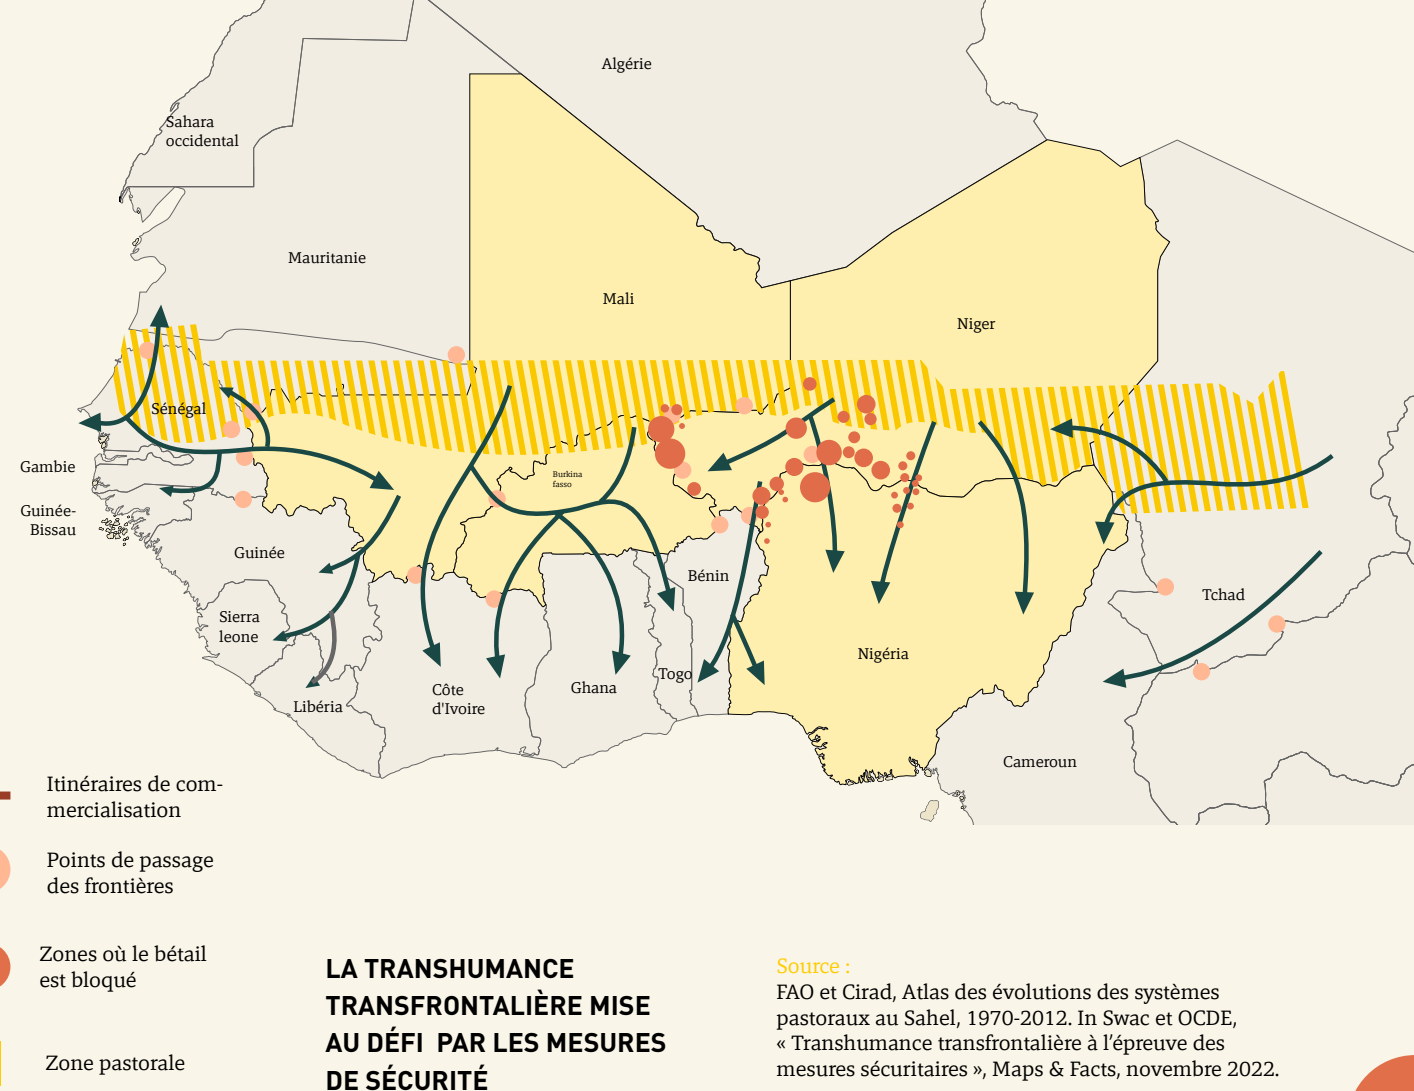 Algérie
Sahara
occidental
Mauritanie
Mali
Niger
Sénégal
Gambie
Burkina
fasso
Guinée-
Bissau
Guinée
Bénin
Tchad
Sierra
leone
Nigéria
Togo
Ghana
Côte
d'Ivoire
Libéria
Cameroun
Itinéraires de com-
mercialisation
Points de passage
des frontières
Zones où le bétail
est bloqué
Zone pastorale
LA TRANSHUMANCE
TRANSFRONTALIÈRE MISE
AU DÉFI  PAR LES MESURES
DE SÉCURITÉ
Source :
FAO et Cirad, Atlas des évolutions des systèmes
pastoraux au Sahel, 1970-2012. In Swac et OCDE,
« Transhumance transfrontalière à l’épreuve des
mesures sécuritaires », Maps & Facts, novembre 2022.